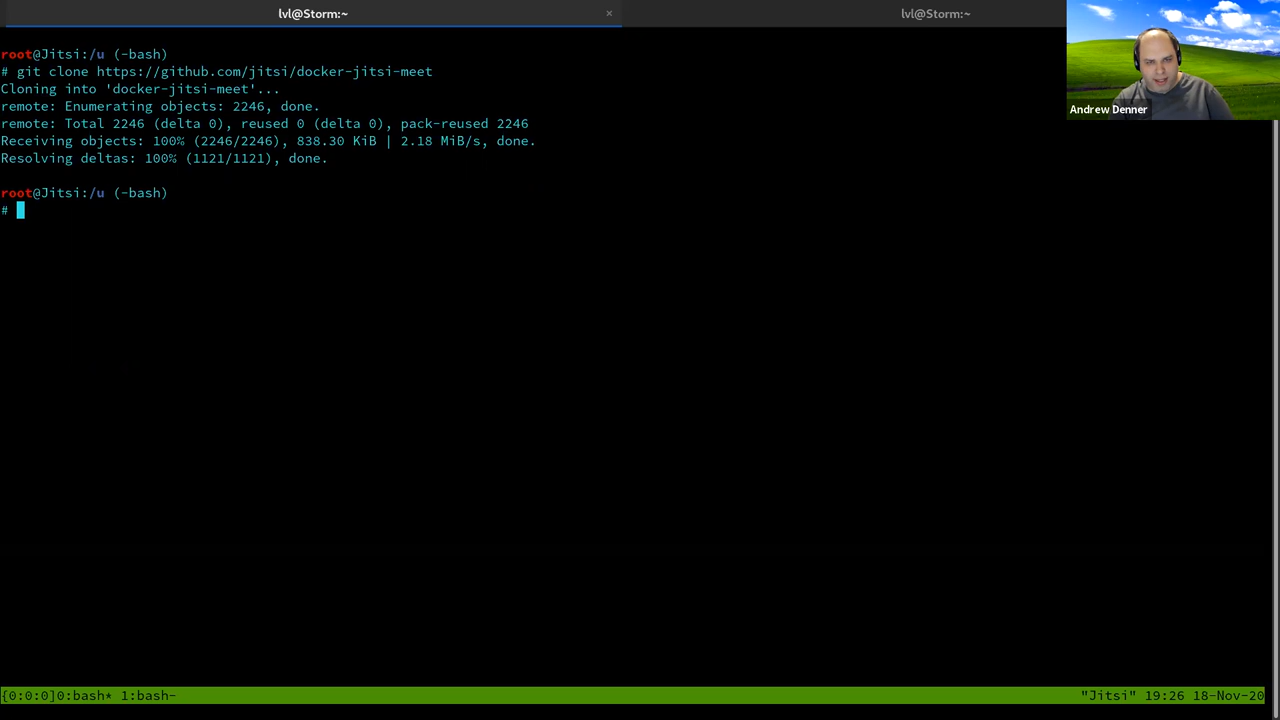 lvl@Storm:~ × lvl@Storm:~
Andrew Denner
root@Jitsi:/u (-bash)
# git clone https://github.com/jitsi/docker-jitsi-meet
Cloning into 'docker-jitsi-meet'...
remote: Enumerating objects: 2246, done.
remote: Total 2246 (delta 0), reused 0 (delta 0), pack-reused 2246
Receiving objects: 100% (2246/2246), 838.30 KiB | 2.18 MiB/s, done.
Resolving deltas: 100% (1121/1121), done.
root@Jitsi:/u (-bash)
#
{0:0:0]0:bash* 1:bash- "Jitsi" 19:26 18-Nov-20